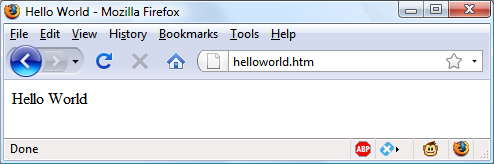 Hello World - Mozilla Firefox
File Edit View History Bookmarks Tools Help
helloworld.htm
Hello World
Done ABP